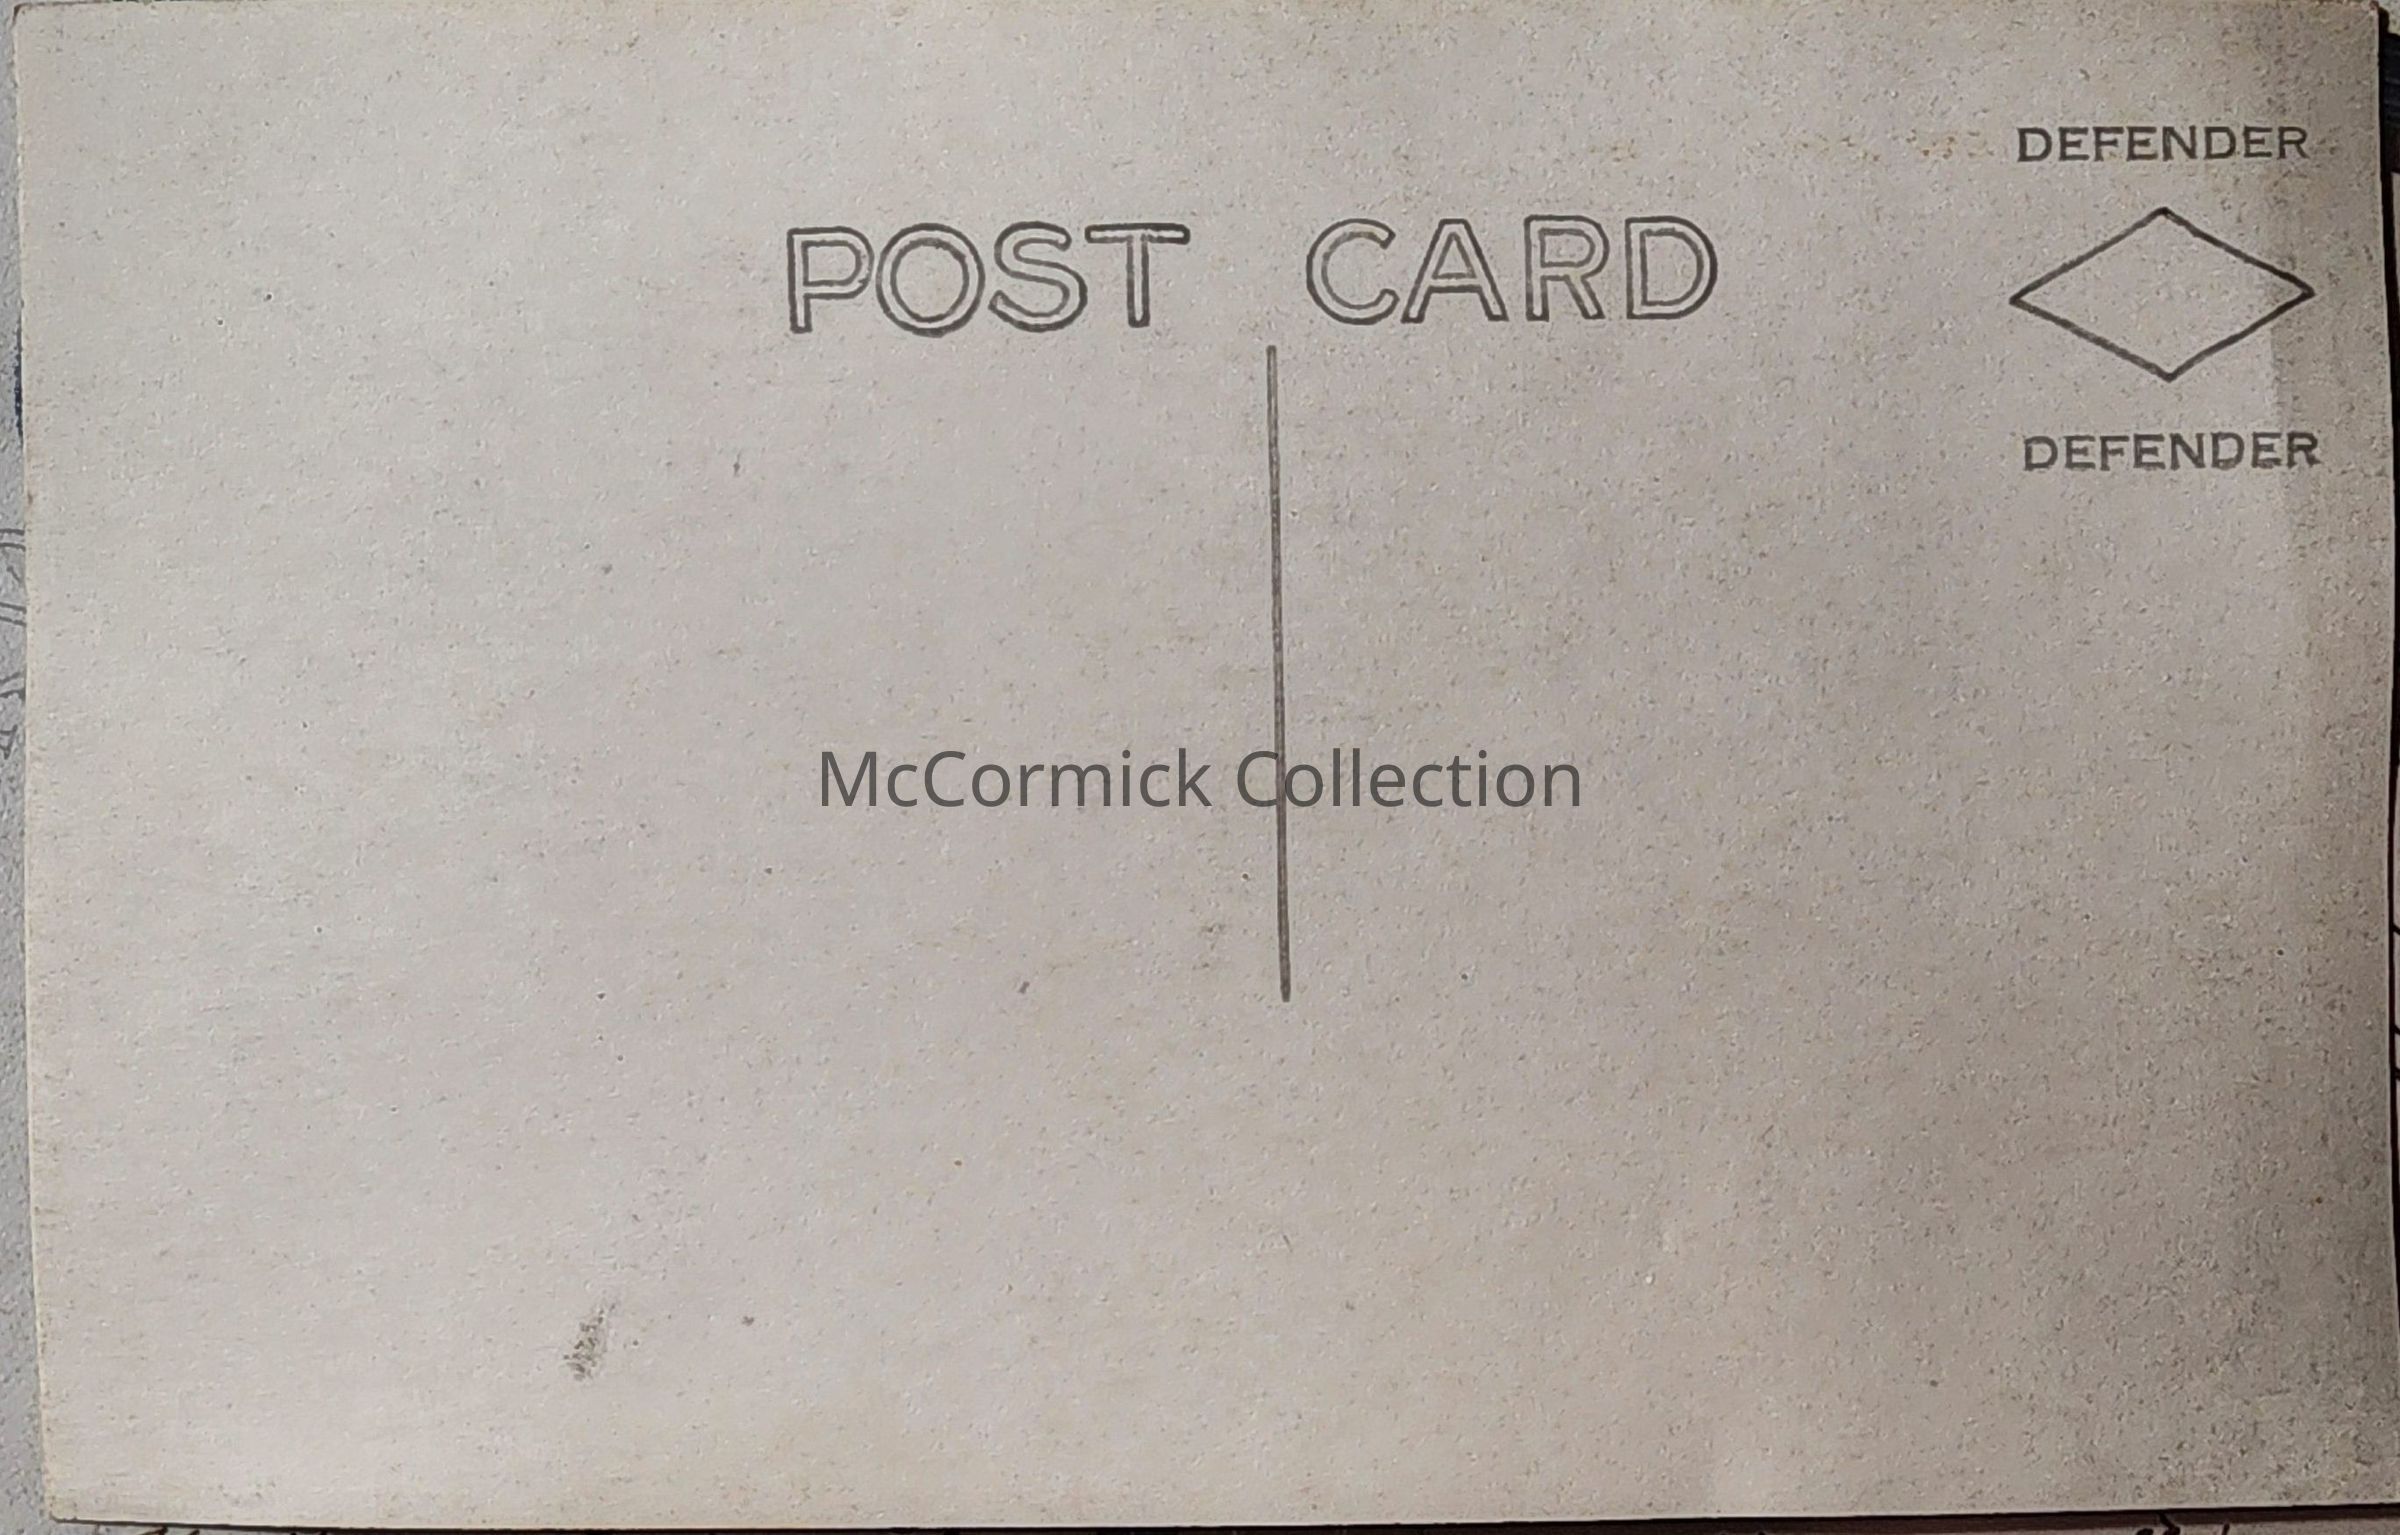 DEFENDER
POST CARD
DEFENDER
McCormick Collection